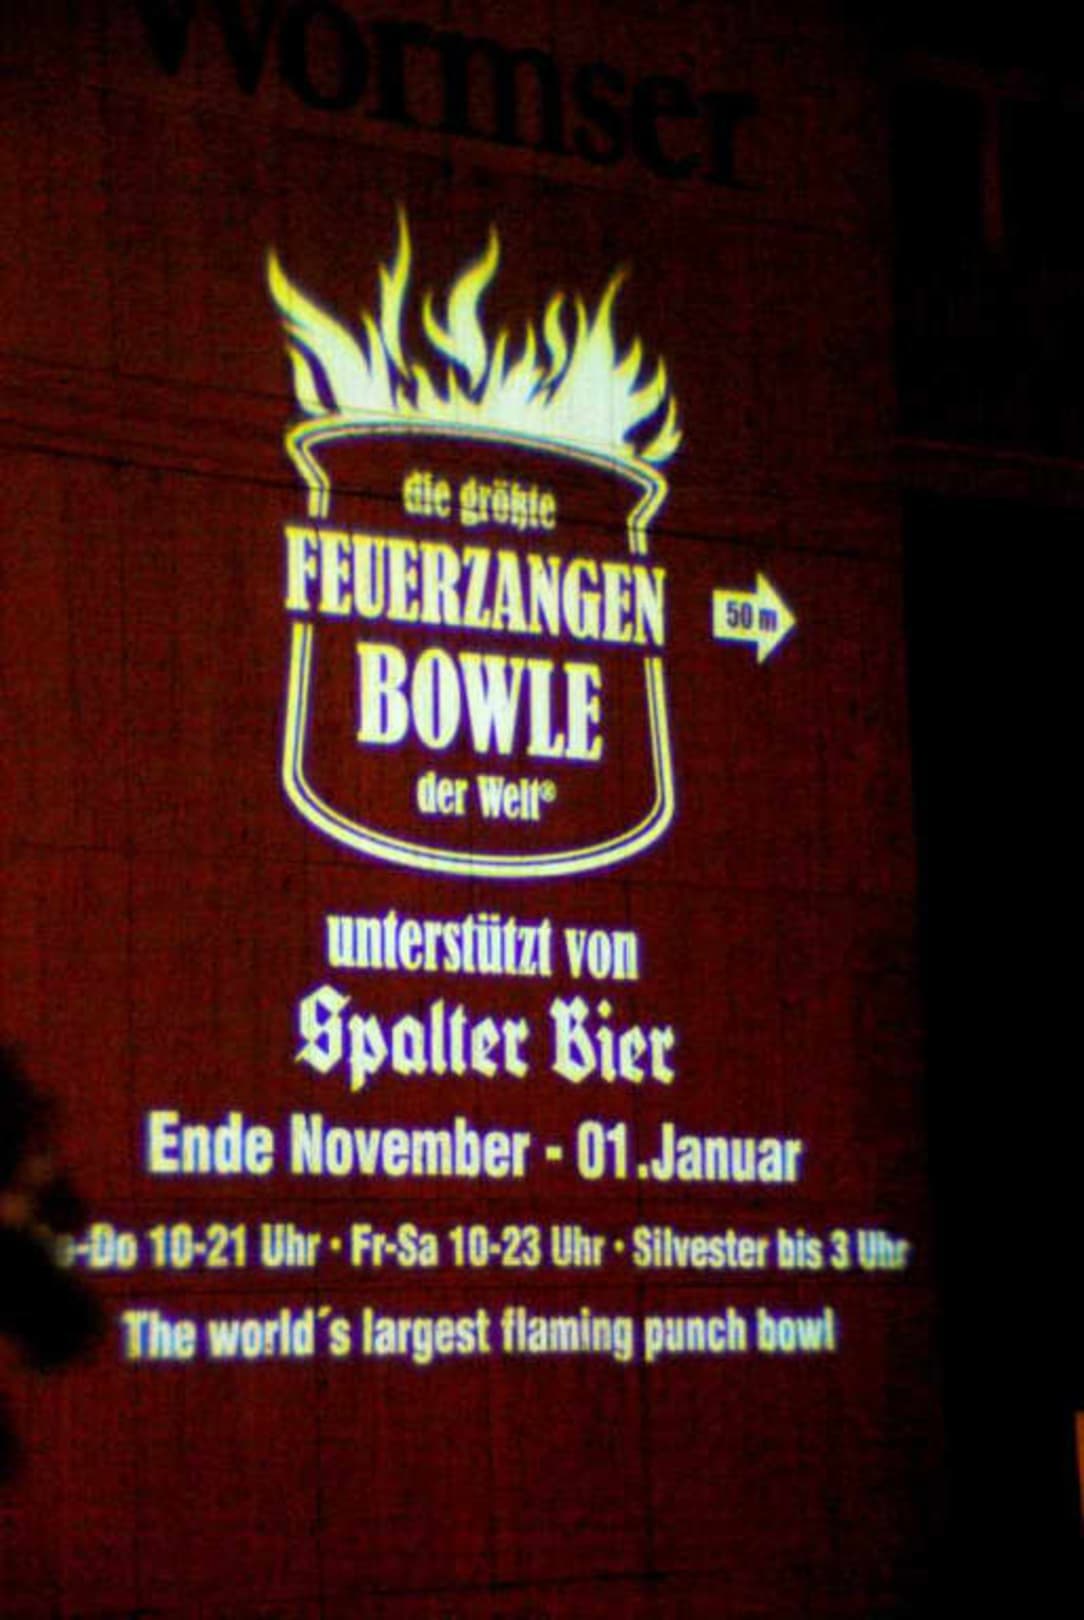 Wormser
die größte
FEUERZANGEN
BOWLE
der Welt®
50 m
unterstützt von
Spalter Bier
Ende November - 01.Januar
-Do 10-21 Uhr · Fr-Sa 10-23 Uhr · Silvester bis 3 Uhr
The world´s largest flaming punch bowl